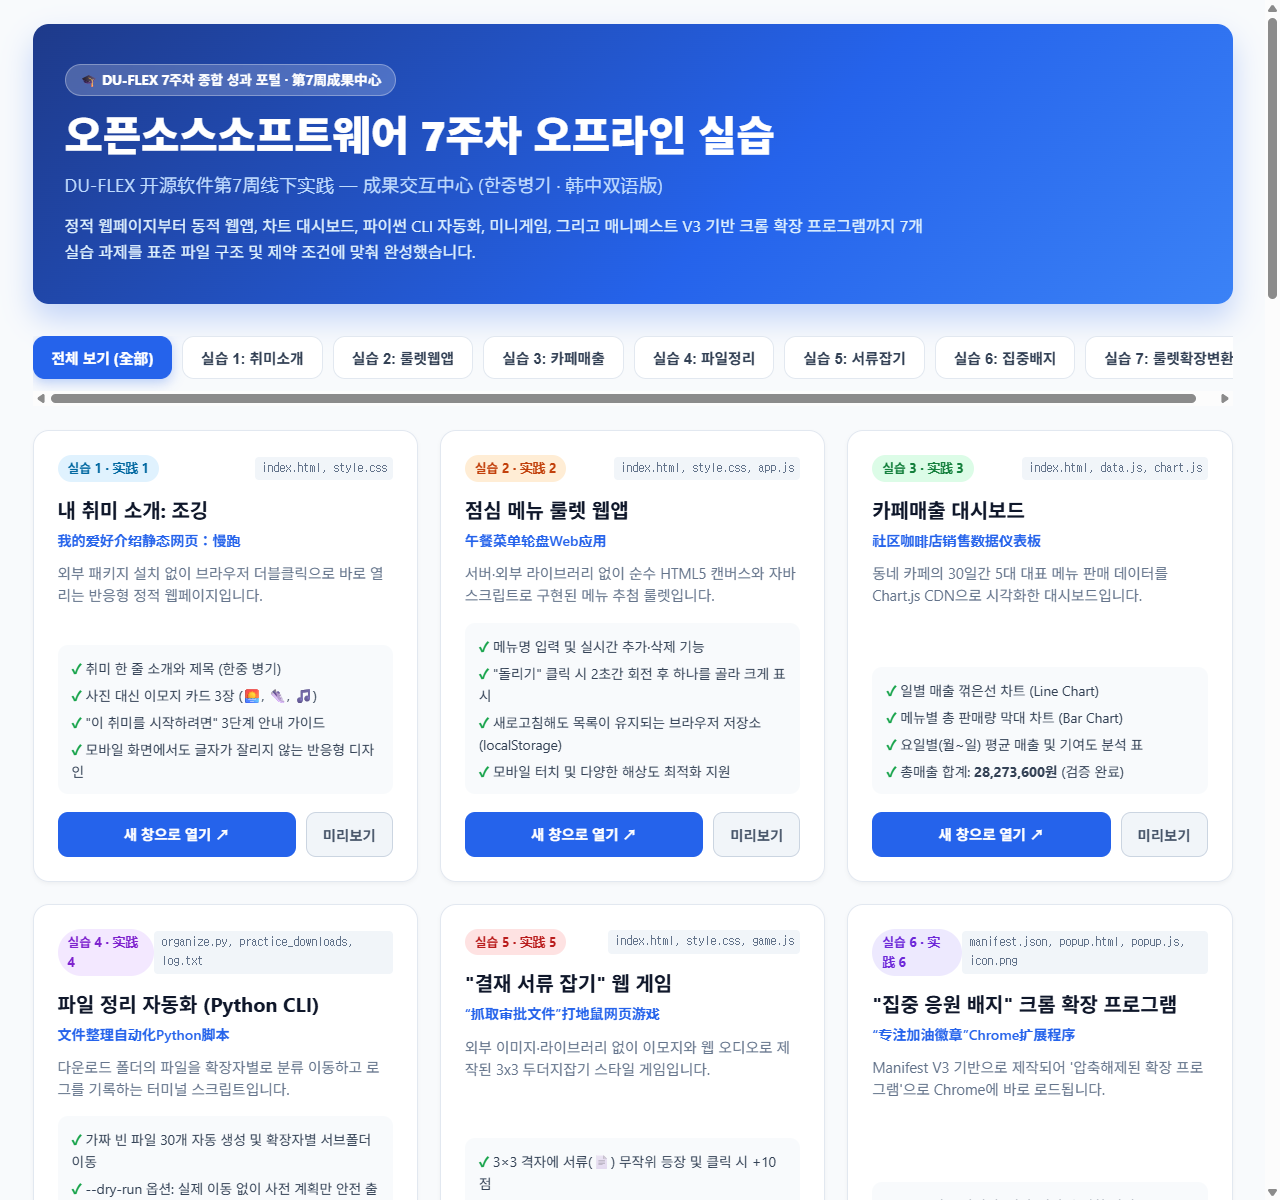 🎓 DU-FLEX 7주차 종합 성과 포털 · 第7周成果中心
오픈소스소프트웨어 7주차 오프라인 실습
DU-FLEX 开源软件第7周线下实践 — 成果交互中心 (한중병기 · 韩中双语版)
정적 웹페이지부터 동적 웹앱, 차트 대시보드, 파이썬 CLI 자동화, 미니게임, 그리고 매니페스트 V3 기반 크롬 확장 프로그램까지 7개
실습 과제를 표준 파일 구조 및 제약 조건에 맞춰 완성했습니다.
전체 보기 (全部)
실습 1: 취미소개
실습 2: 룰렛웹앱
실습 3: 카페매출
실습 4: 파일정리
실습 5: 서류잡기
실습 6: 집중배지
실습 7: 룰렛확장변환
실습 1 · 实践 1
index.html, style.css
내 취미 소개: 조깅
我的爱好介绍静态网页：慢跑
외부 패키지 설치 없이 브라우저 더블클릭으로 바로 열
리는 반응형 정적 웹페이지입니다.
✓ 취미 한 줄 소개와 제목 (한중 병기)
✓ 사진 대신 이모지 카드 3장 (🌅, 👟, 🎵)
✓ "이 취미를 시작하려면" 3단계 안내 가이드
✓ 모바일 화면에서도 글자가 잘리지 않는 반응형 디자
인
새 창으로 열기 ↗
미리보기
실습 2 · 实践 2
index.html, style.css, app.js
점심 메뉴 룰렛 웹앱
午餐菜单轮盘Web应用
서버·외부 라이브러리 없이 순수 HTML5 캔버스와 자바
스크립트로 구현된 메뉴 추첨 룰렛입니다.
✓ 메뉴명 입력 및 실시간 추가·삭제 기능
✓ "돌리기" 클릭 시 2초간 회전 후 하나를 골라 크게 표
시
✓ 새로고침해도 목록이 유지되는 브라우저 저장소
(localStorage)
✓ 모바일 터치 및 다양한 해상도 최적화 지원
새 창으로 열기 ↗
미리보기
실습 3 · 实践 3
index.html, data.js, chart.js
카페매출 대시보드
社区咖啡店销售数据仪表板
동네 카페의 30일간 5대 대표 메뉴 판매 데이터를
Chart.js CDN으로 시각화한 대시보드입니다.
✓ 일별 매출 꺾은선 차트 (Line Chart)
✓ 메뉴별 총 판매량 막대 차트 (Bar Chart)
✓ 요일별(월~일) 평균 매출 및 기여도 분석 표
✓ 총매출 합계: 28,273,600원 (검증 완료)
새 창으로 열기 ↗
미리보기
실습 4 · 实践
4
organize.py, practice_downloads,
log.txt
파일 정리 자동화 (Python CLI)
文件整理自动化Python脚本
다운로드 폴더의 파일을 확장자별로 분류 이동하고 로
그를 기록하는 터미널 스크립트입니다.
✓ 가짜 빈 파일 30개 자동 생성 및 확장자별 서브폴더
이동
✓ --dry-run 옵션: 실제 이동 없이 사전 계획만 안전 출
실습 5 · 实践 5
index.html, style.css, game.js
"결재 서류 잡기" 웹 게임
“抓取审批文件”打地鼠网页游戏
외부 이미지·라이브러리 없이 이모지와 웹 오디오로 제
작된 3x3 두더지잡기 스타일 게임입니다.
✓ 3×3 격자에 서류(📄) 무작위 등장 및 클릭 시 +10
점
실습 6 · 实
践 6
manifest.json, popup.html, popup.js,
icon.png
"집중 응원 배지" 크롬 확장 프로그램
“专注加油徽章”Chrome扩展程序
Manifest V3 기반으로 제작되어 '압축해제된 확장 프로
그램'으로 Chrome에 바로 로드됩니다.